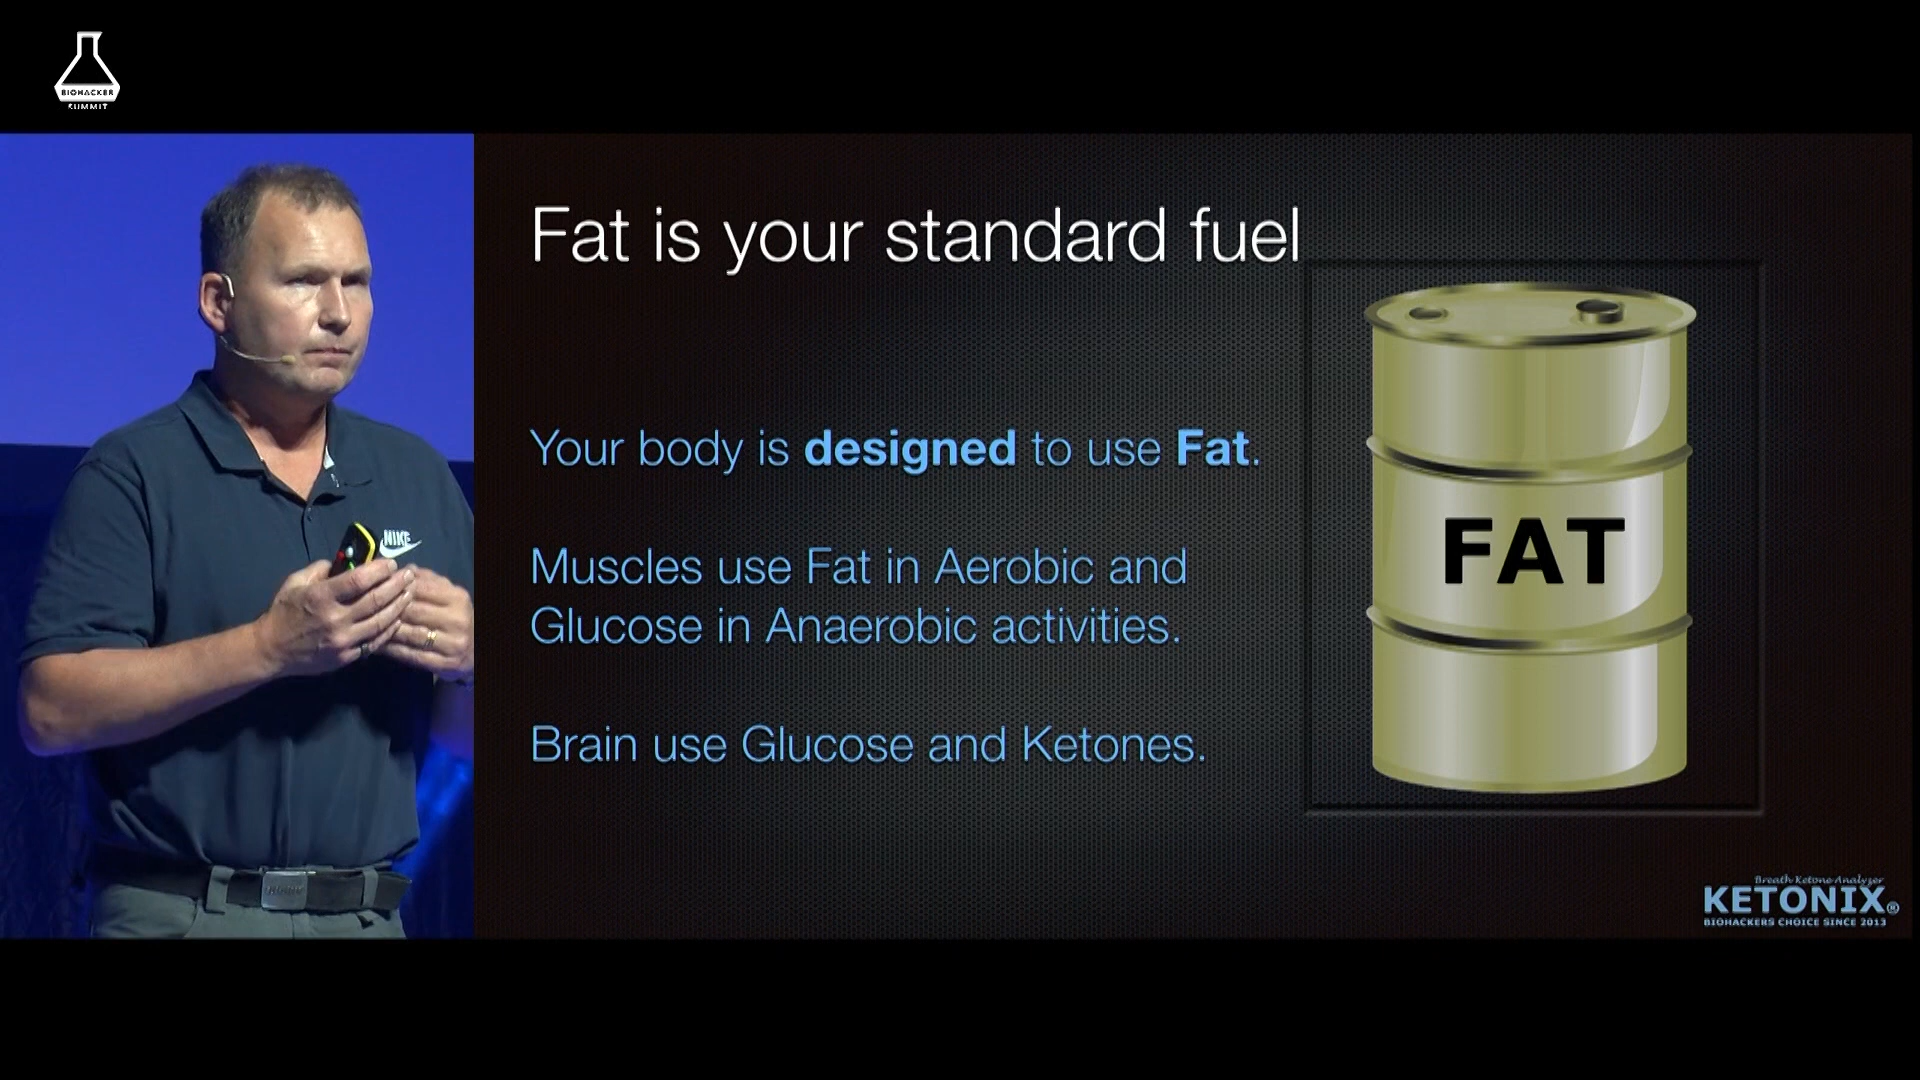 BIOHACKER
SUMMIT
Fat is your standard fuel
Your body is designed to use Fat.
Muscles use Fat in Aerobic and
Glucose in Anaerobic activities.
Brain use Glucose and Ketones.
FAT
NIKE
Breath Ketone Analyzer
KETONIX®
BIOHACKERS CHOICE SINCE 2013